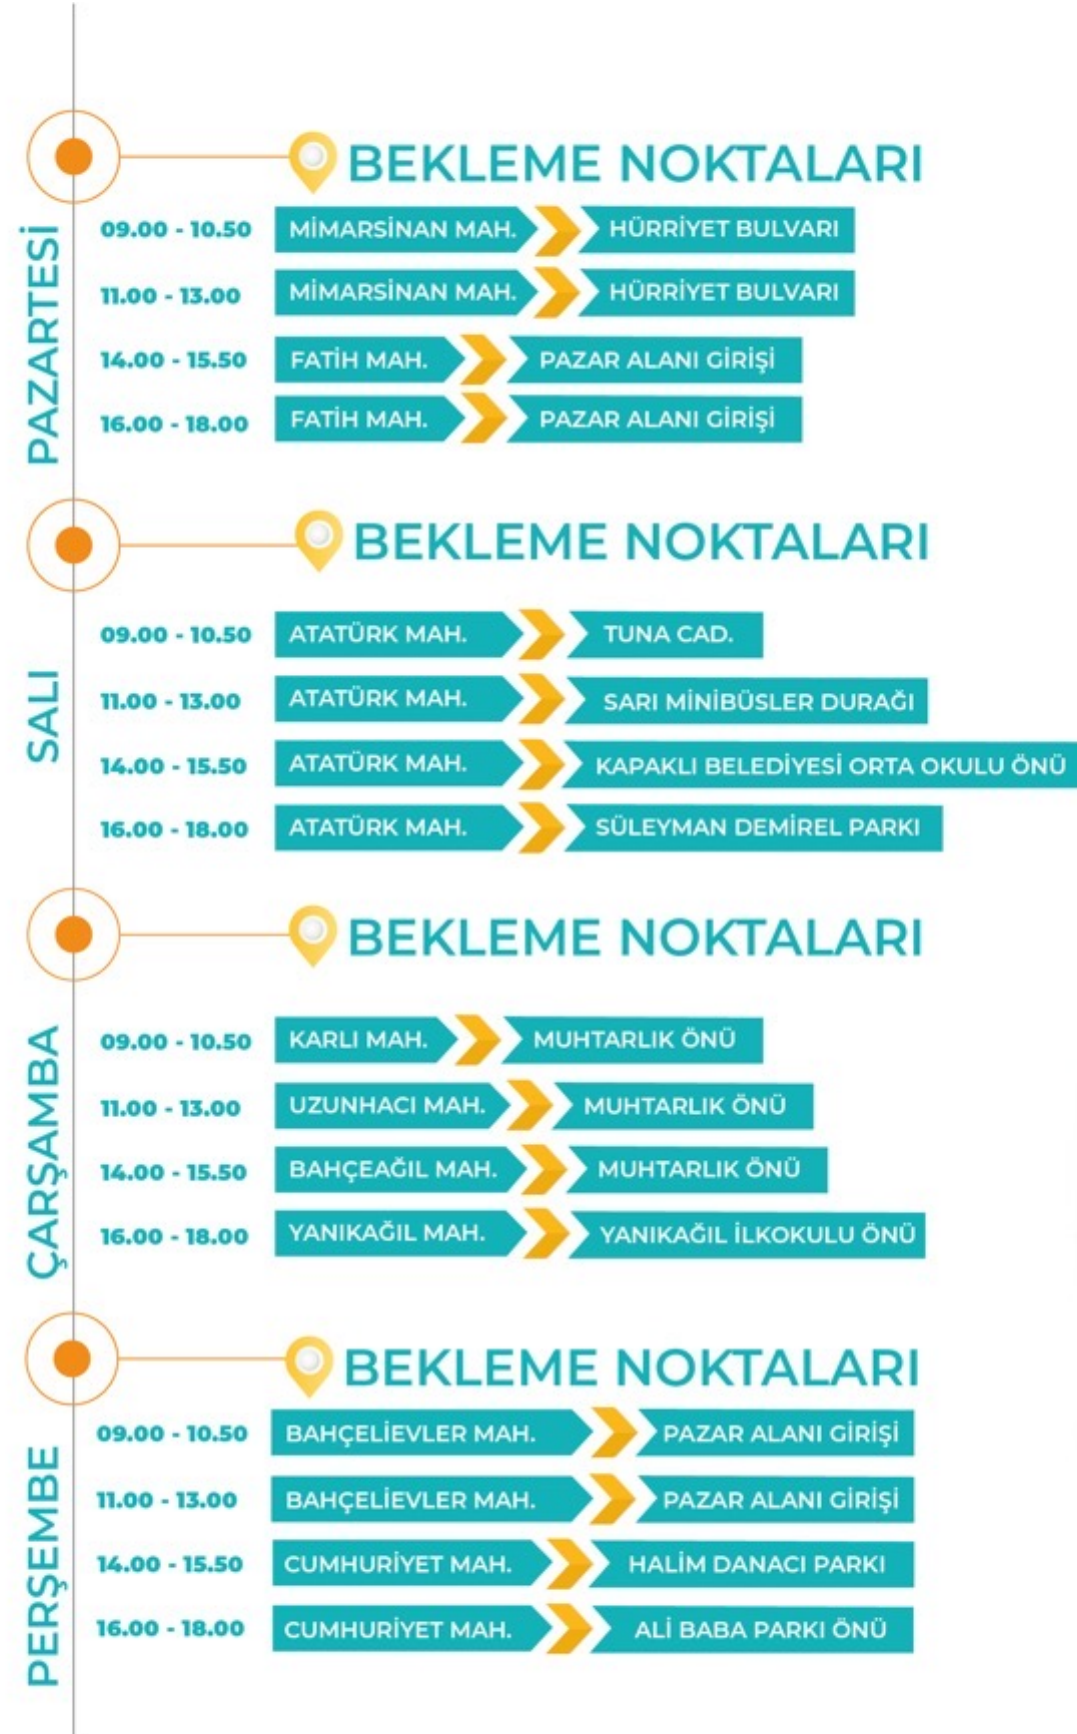 PAZARTESİ
BEKLEME NOKTALARI
09.00 - 10.50 MİMARSİNAN MAH. HÜRRİYET BULVARI
11.00 - 13.00 MİMARSİNAN MAH. HÜRRİYET BULVARI
14.00 - 15.50 FATİH MAH. PAZAR ALANI GİRİŞİ
16.00 - 18.00 FATİH MAH. PAZAR ALANI GİRİŞİ
SALI
BEKLEME NOKTALARI
09.00 - 10.50 ATATÜRK MAH. TUNA CAD.
11.00 - 13.00 ATATÜRK MAH. SARI MİNİBÜSLER DURAĞI
14.00 - 15.50 ATATÜRK MAH. KAPAKLI BELEDİYESİ ORTA OKULU ÖNÜ
16.00 - 18.00 ATATÜRK MAH. SÜLEYMAN DEMİREL PARKI
ÇARŞAMBA
BEKLEME NOKTALARI
09.00 - 10.50 KARLI MAH. MUHTARLIK ÖNÜ
11.00 - 13.00 UZUNHACI MAH. MUHTARLIK ÖNÜ
14.00 - 15.50 BAHÇEAĞIL MAH. MUHTARLIK ÖNÜ
16.00 - 18.00 YANIKAĞIL MAH. YANIKAĞIL İLKOKULU ÖNÜ
PERŞEMBE
BEKLEME NOKTALARI
09.00 - 10.50 BAHÇELİEVLER MAH. PAZAR ALANI GİRİŞİ
11.00 - 13.00 BAHÇELİEVLER MAH. PAZAR ALANI GİRİŞİ
14.00 - 15.50 CUMHURİYET MAH. HALİM DANACI PARKI
16.00 - 18.00 CUMHURİYET MAH. ALİ BABA PARKI ÖNÜ